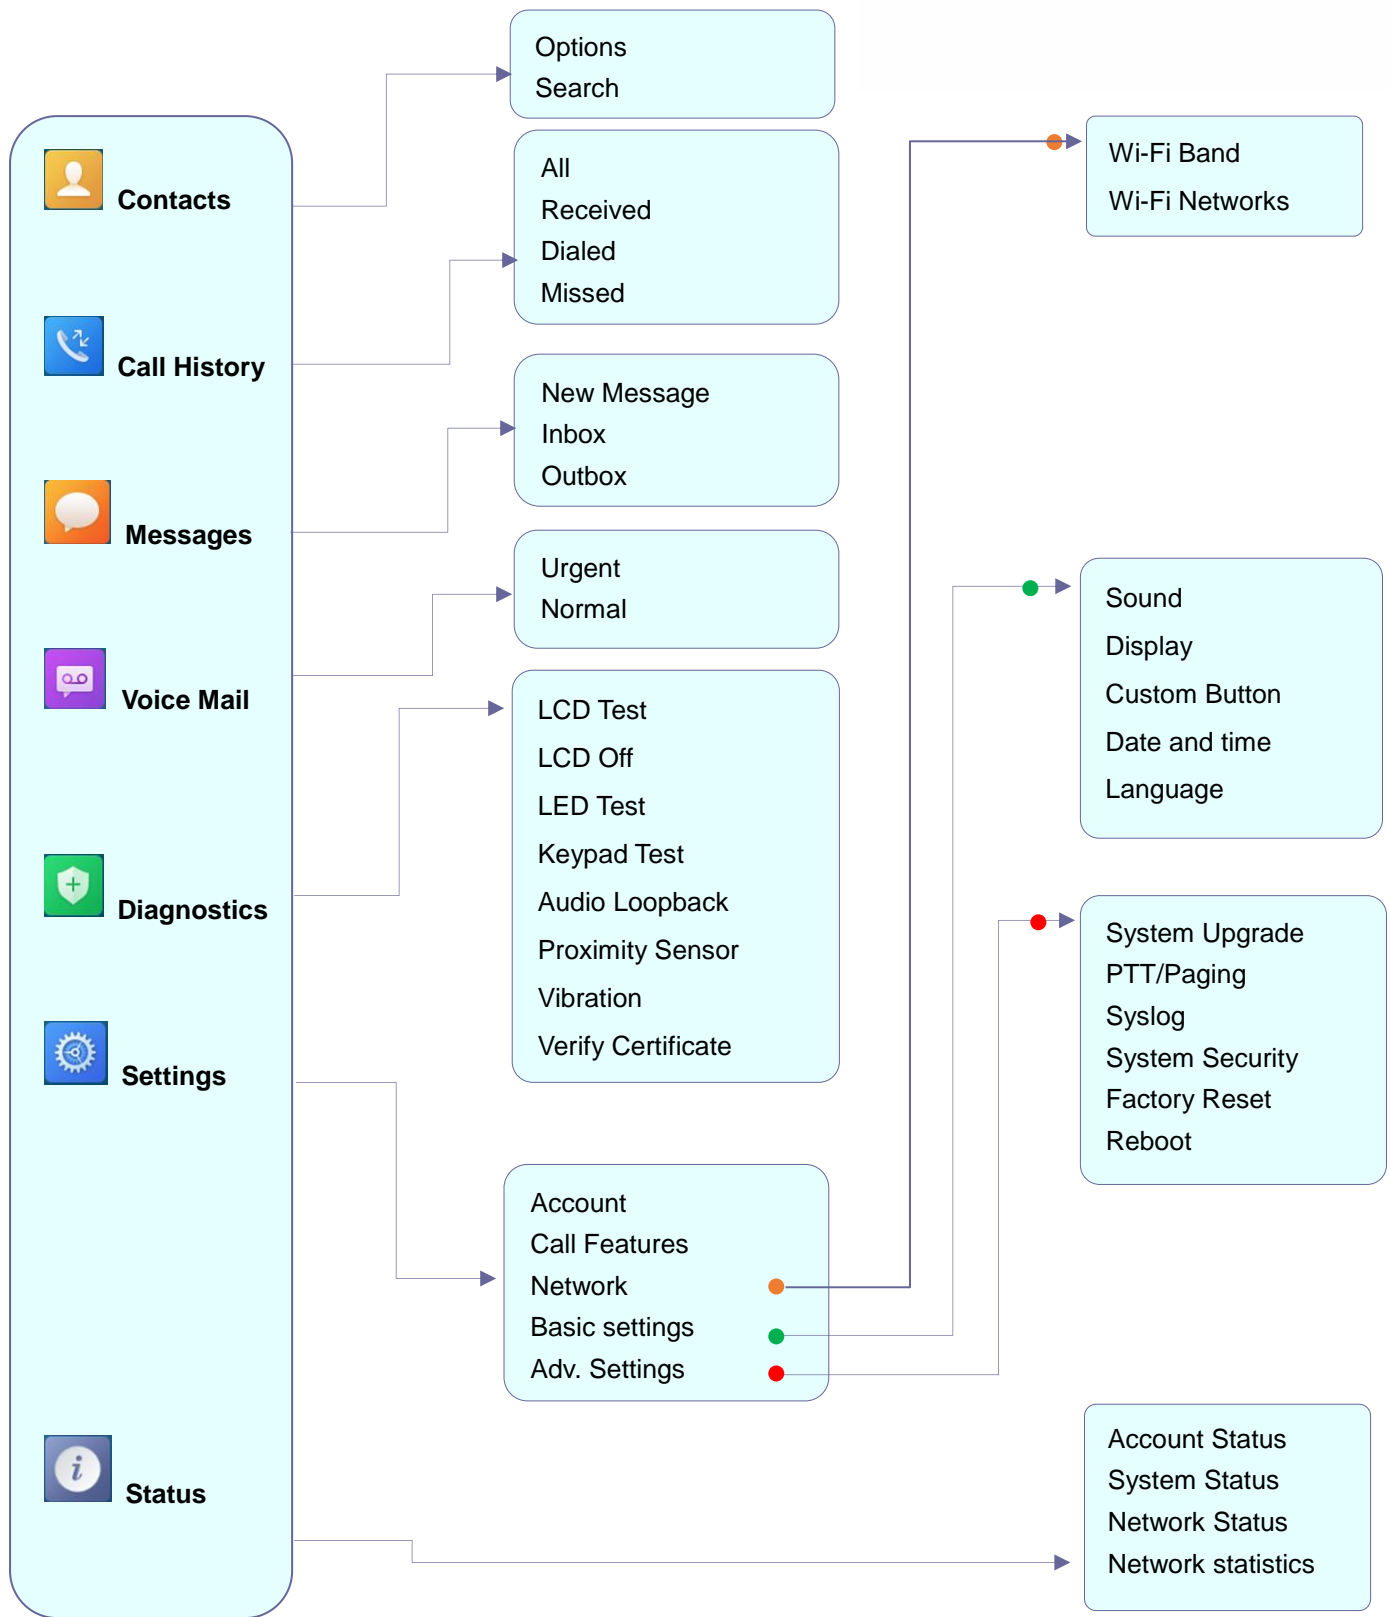 Contacts
Call History
Messages
Voice Mail
Diagnostics
Settings
Status
Options
Search
All
Received
Dialed
Missed
New Message
Inbox
Outbox
Urgent
Normal
LCD Test
LCD Off
LED Test
Keypad Test
Audio Loopback
Proximity Sensor
Vibration
Verify Certificate
Account
Call Features
Network
Basic settings
Adv. Settings
Wi-Fi Band
Wi-Fi Networks
Sound
Display
Custom Button
Date and time
Language
System Upgrade
PTT/Paging
Syslog
System Security
Factory Reset
Reboot
Account Status
System Status
Network Status
Network statistics